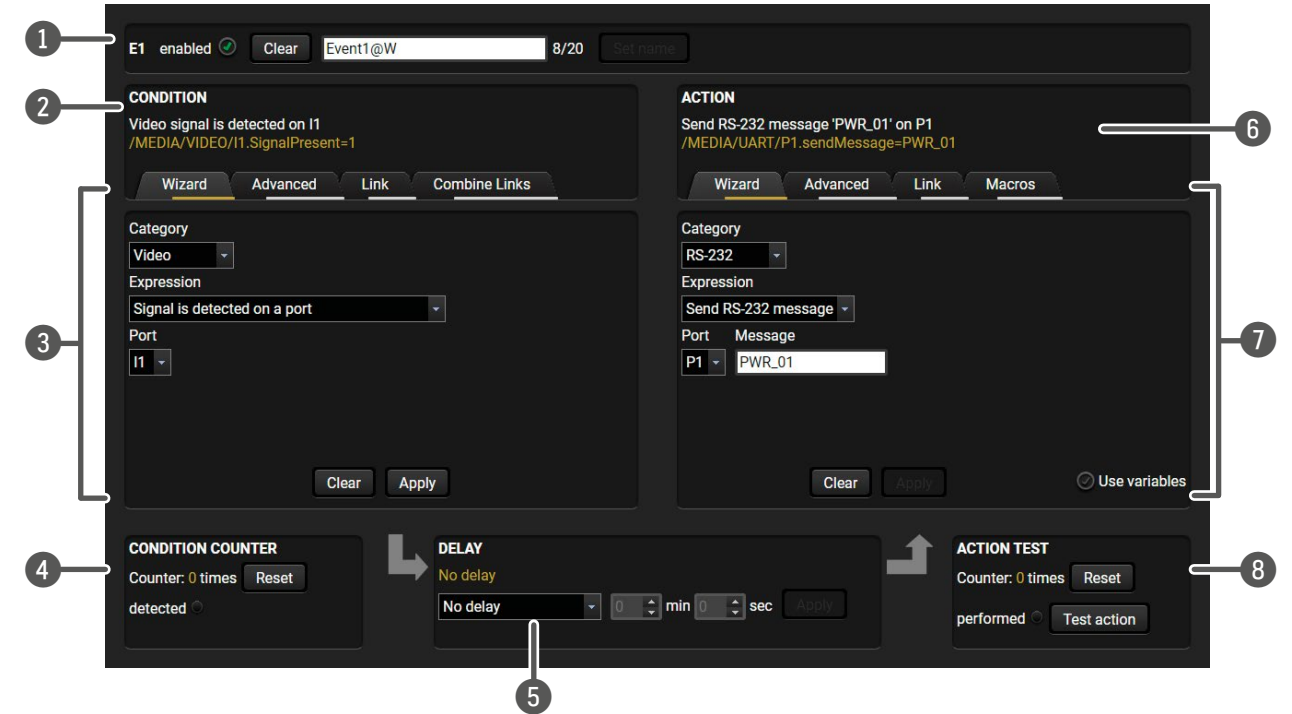 1
E1 enabled Clear Event1@W 8/20 Set name
2
CONDITION
Video signal is detected on I1
/MEDIA/VIDEO/I1.SignalPresent=1
Wizard Advanced Link Combine Links
3
Category
Video
Expression
Signal is detected on a port
Port
I1
Clear Apply
ACTION
Send RS-232 message 'PWR_01' on P1
/MEDIA/UART/P1.sendMessage=PWR_01
6
Wizard Advanced Link Macros
Category
RS-232
Expression
Send RS-232 message
Port Message
P1 PWR_01
7
Clear Apply Use variables
4
CONDITION COUNTER
Counter: 0 times Reset
detected
DELAY
No delay
No delay 0 min 0 sec Apply
5
ACTION TEST
Counter: 0 times Reset
performed Test action
8